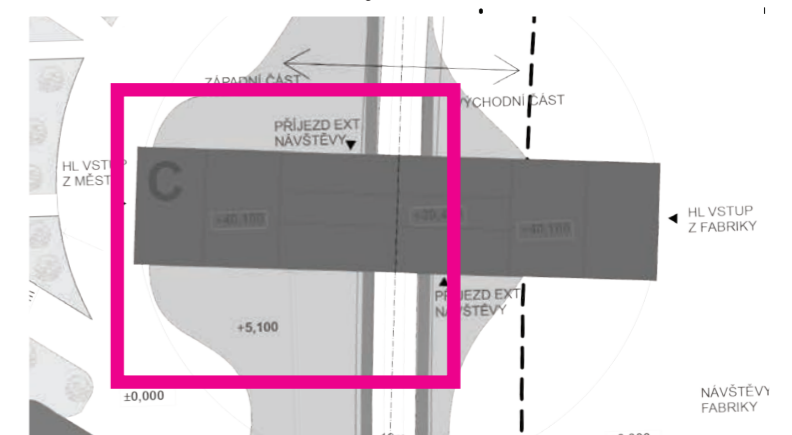 ZÁPADNÍ ČÁST
VÝCHODNÍ ČÁST
PŘÍJEZD EXT.
NÁVŠTĚVY
HL VSTUP
Z MĚST
C
+40,100
+40,100
HL VSTUP
Z FABRIKY
PŘÍJEZD EXT
NÁVŠTĚVY
+5,100
±0,000
NÁVŠTĚVY
FABRIKY